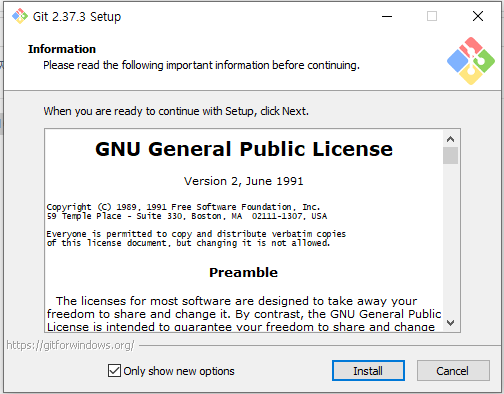 Git 2.37.3 Setup
Information
Please read the following important information before continuing.
When you are ready to continue with Setup, click Next.
GNU General Public License
Version 2, June 1991
Copyright (C) 1989, 1991 Free Software Foundation, Inc.
59 Temple Place - Suite 330, Boston, MA  02111-1307, USA
Everyone is permitted to copy and distribute verbatim copies
of this license document, but changing it is not allowed.
Preamble
The licenses for most software are designed to take away your
freedom to share and change it. By contrast, the GNU General Public
License is intended to guarantee your freedom to share and change
https://gitforwindows.org/
Only show new options
Install
Cancel